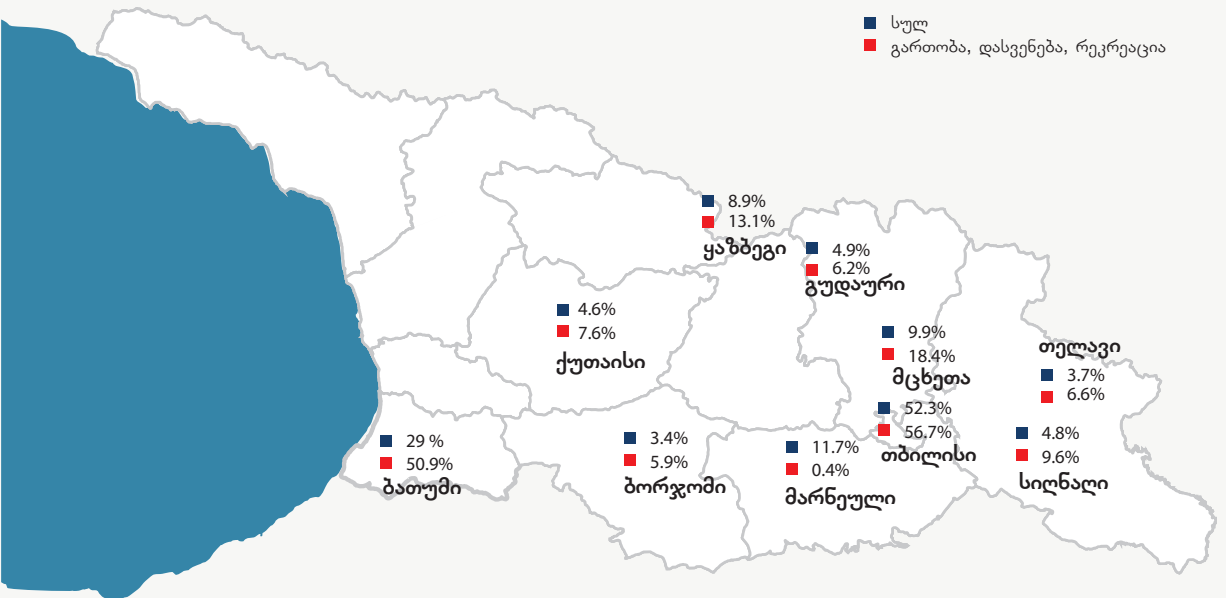 სულ
გართობა, დასვენება, რეკრეაცია
8.9%
13.1%
ყაზბეგი
4.9%
6.2%
გუდაური
4.6%
7.6%
ქუთაისი
9.9%
18.4%
მცხეთა
თელავი
3.7%
6.6%
52.3%
56.7%
თბილისი
29 %
50.9%
ბათუმი
3.4%
5.9%
ბორჯომი
11.7%
0.4%
მარნეული
4.8%
9.6%
სიღნაღი